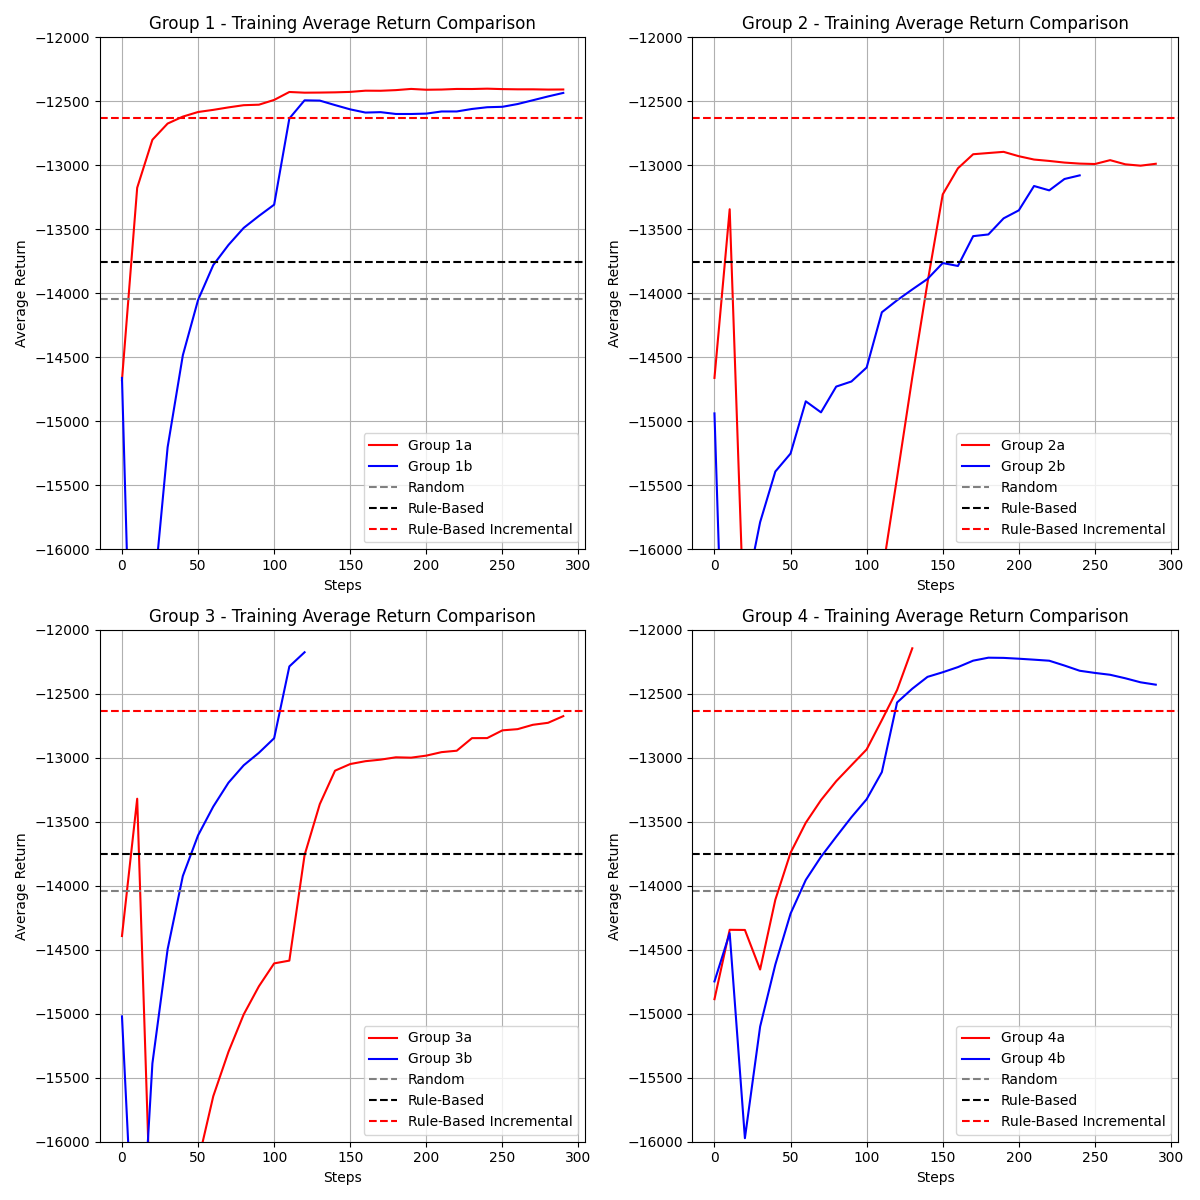 Group 1 - Training Average Return Comparison
−12000
−12500
−13000
−13500
−14000
−14500
−15000
−15500
−16000
Average Return
Group 1a
Group 1b
Random
Rule-Based
Rule-Based Incremental
0 50 100 150 200 250 300
Steps
Group 2 - Training Average Return Comparison
−12000
−12500
−13000
−13500
−14000
−14500
−15000
−15500
−16000
Average Return
Group 2a
Group 2b
Random
Rule-Based
Rule-Based Incremental
0 50 100 150 200 250 300
Steps
Group 3 - Training Average Return Comparison
−12000
−12500
−13000
−13500
−14000
−14500
−15000
−15500
−16000
Average Return
Group 3a
Group 3b
Random
Rule-Based
Rule-Based Incremental
0 50 100 150 200 250 300
Steps
Group 4 - Training Average Return Comparison
−12000
−12500
−13000
−13500
−14000
−14500
−15000
−15500
−16000
Average Return
Group 4a
Group 4b
Random
Rule-Based
Rule-Based Incremental
0 50 100 150 200 250 300
Steps